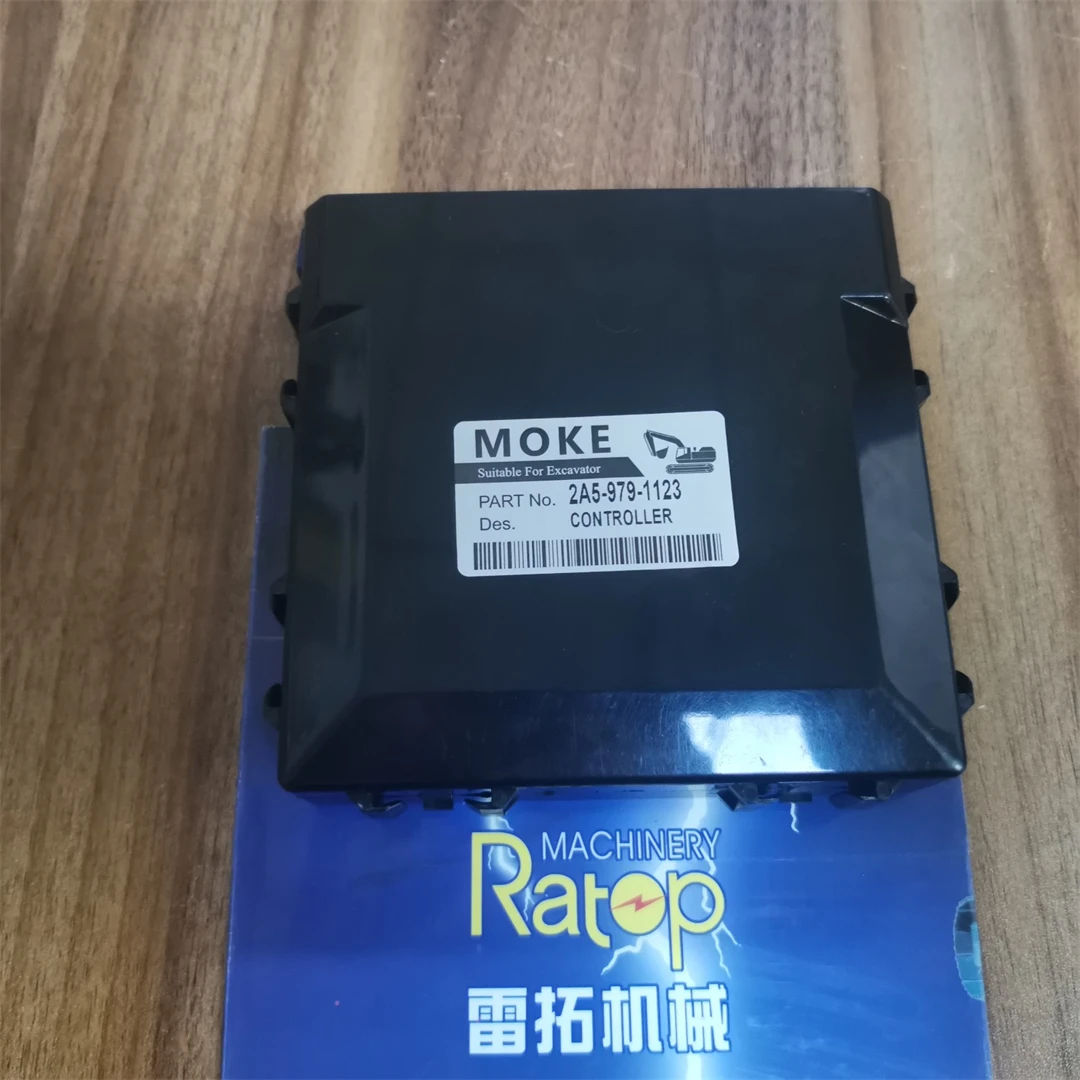 MOKE
Suitable For Excavator
PART No. 2A5-979-1123
Des. CONTROLLER
MACHINERY
Ratop
雷拓机械